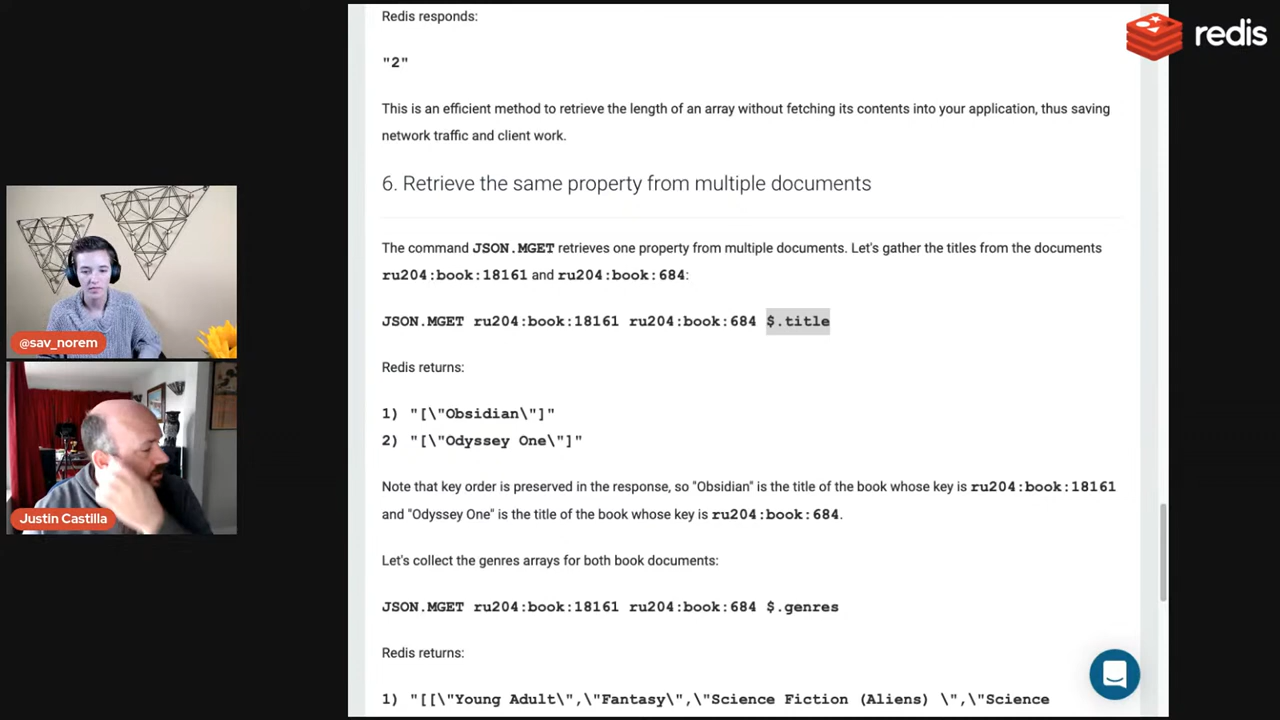 Redis responds:
redis
"2"
This is an efficient method to retrieve the length of an array without fetching its contents into your application, thus saving
network traffic and client work.
6. Retrieve the same property from multiple documents
The command JSON.MGET retrieves one property from multiple documents. Let's gather the titles from the documents
ru204:book:18161 and ru204:book:684:
JSON.MGET ru204:book:18161 ru204:book:684 $.title
@sav_norem
Redis returns:
1) "[\"Obsidian\"]"
2) "[\"Odyssey One\"]"
Note that key order is preserved in the response, so "Obsidian" is the title of the book whose key is ru204:book:18161
and "Odyssey One" is the title of the book whose key is ru204:book:684.
Justin Castilla
Let's collect the genres arrays for both book documents:
JSON.MGET ru204:book:18161 ru204:book:684 $.genres
Redis returns:
1) "[[\"Young Adult\",\"Fantasy\",\"Science Fiction (Aliens) \",\"Science